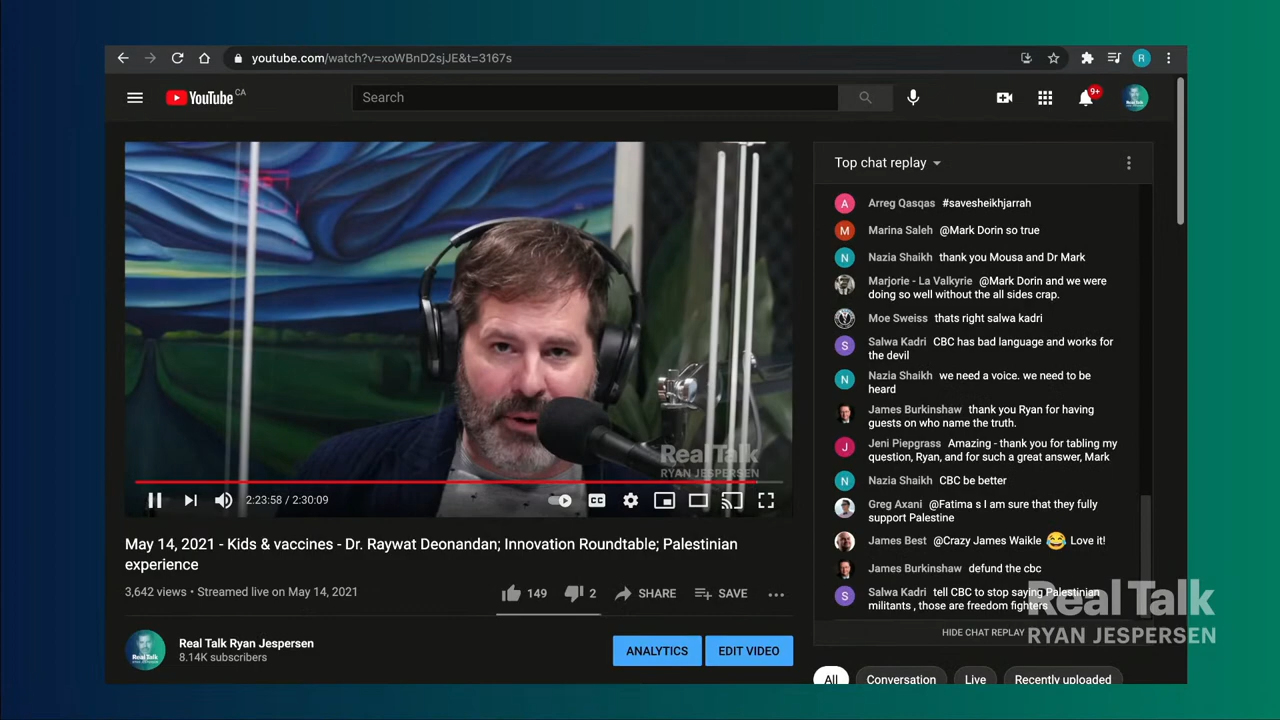 youtube.com/watch?v=xoWBnD2sjJE&t=3167s
R
YouTube CA
Search
9+
Real Talk
Real Talk
RYAN JESPERSEN
2:23:58 / 2:30:09
CC
May 14, 2021 - Kids & vaccines - Dr. Raywat Deonandan; Innovation Roundtable; Palestinian
experience
3,642 views • Streamed live on May 14, 2021
149
2
SHARE
SAVE
Real Talk
Real Talk Ryan Jespersen
8.14K subscribers
ANALYTICS
EDIT VIDEO
Top chat replay
A Arreg Qasqas #savesheikhjarrah
M Marina Saleh @Mark Dorin so true
N Nazia Shaikh thank you Mousa and Dr Mark
Marjorie - La Valkyrie @Mark Dorin and we were
doing so well without the all sides crap.
Moe Sweiss thats right salwa kadri
S Salwa Kadri CBC has bad language and works for
the devil
N Nazia Shaikh we need a voice. we need to be
heard
James Burkinshaw thank you Ryan for having
guests on who name the truth.
J Jeni Piepgrass Amazing - thank you for tabling my
question, Ryan, and for such a great answer, Mark
N Nazia Shaikh CBC be better
Greg Axani @Fatima s I am sure that they fully
support Palestine
James Best @Crazy James Waikle 😂 Love it!
James Burkinshaw defund the cbc
S Salwa Kadri tell CBC to stop saying Palestinian
militants , those are freedom fighters
HIDE CHAT REPLAY
Real Talk
RYAN JESPERSEN
All
Conversation
Live
Recently uploaded